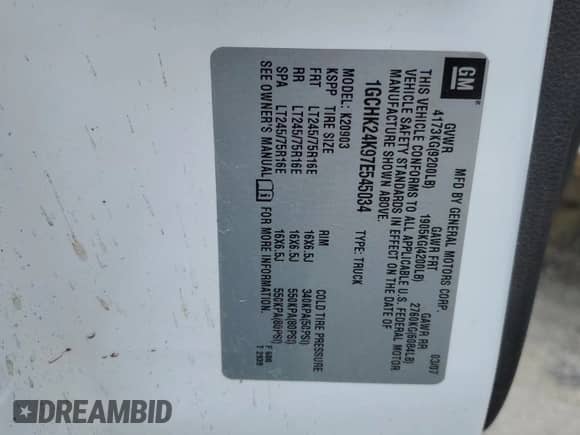 GM
MFD BY GENERAL MOTORS CORP. 03/07
GVWR GAWR FRT GAWR RR
4173KG(9200LB) 1905KG(4200LB) 2760KG(6084LB)
THIS VEHICLE CONFORMS TO ALL APPLICABLE U.S. FEDERAL MOTOR
VEHICLE SAFETY STANDARDS IN EFFECT ON THE DATE OF
MANUFACTURE SHOWN ABOVE.
1GCHK24K97E545034 TYPE: TRUCK
MODEL: K20903
KSPP TIRE SIZE RIM COLD TIRE PRESSURE
FRT LT245/75R16E 16X6.5J 340KPA(50PSI)
RR LT245/75R16E 16X6.5J 550KPA(80PSI)
SPA LT245/75R16E 16X6.5J 550KPA(80PSI)
SEE OWNER'S MANUAL FOR MORE INFORMATION.
DREAMBID